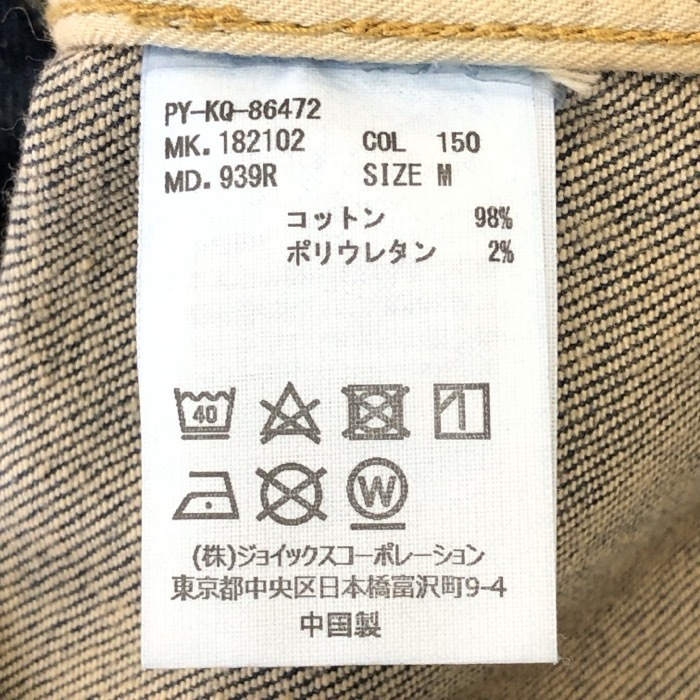 PY-KQ-86472
MK. 182102 COL 150
MD. 939R SIZE M
コットン 98%
ポリウレタン 2%
40
W
(株)ジョイックスコーポレーション
東京都中央区日本橋富沢町9-4
中国製